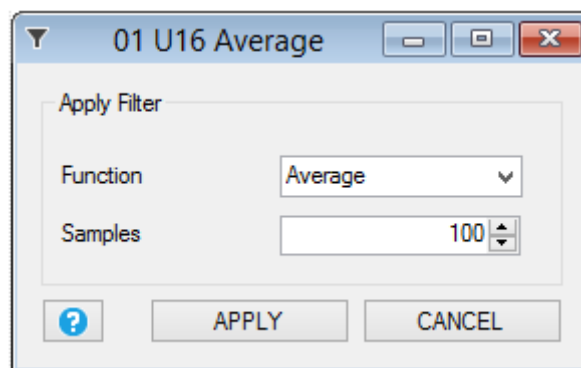 01 U16 Average
Apply Filter
Function Average
Samples 100
? APPLY CANCEL